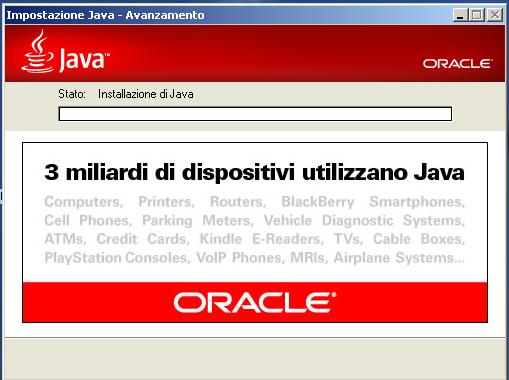 Impostazione Java - Avanzamento
Java™
ORACLE®
Stato: Installazione di Java
3 miliardi di dispositivi utilizzano Java
Computers, Printers, Routers, BlackBerry Smartphones,
Cell Phones, Parking Meters, Vehicle Diagnostic Systems,
ATMs, Credit Cards, Kindle E-Readers, TVs, Cable Boxes,
PlayStation Consoles, VoIP Phones, MRIs, Airplane Systems...
ORACLE®